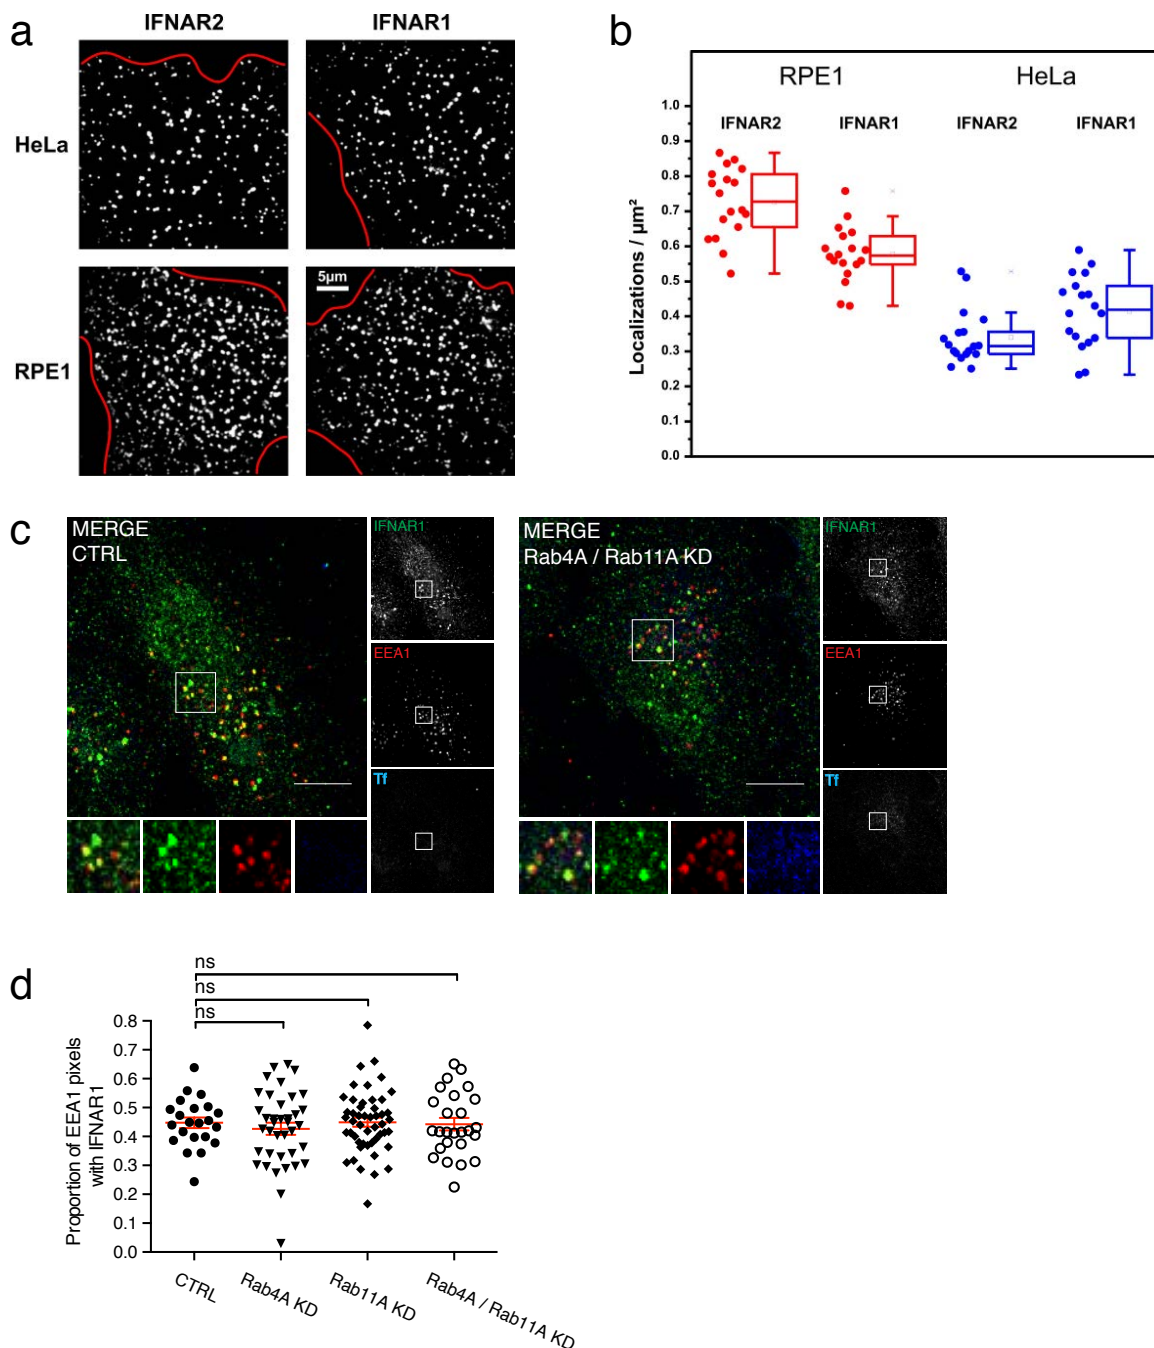 a
IFNAR2
IFNAR1
HeLa
RPE1
5µm
b
RPE1
HeLa
IFNAR2
IFNAR1
IFNAR2
IFNAR1
Localizations / µm²
1.0
0.9
0.8
0.7
0.6
0.5
0.4
0.3
0.2
0.1
0.0
c
MERGE
CTRL
IFNAR1
EEA1
Tf
MERGE
Rab4A / Rab11A KD
IFNAR1
EEA1
Tf
d
ns
ns
ns
Proportion of EEA1 pixels
with IFNAR1
0.8
0.7
0.6
0.5
0.4
0.3
0.2
0.1
0.0
CTRL
Rab4A KD
Rab11A KD
Rab4A / Rab11A KD